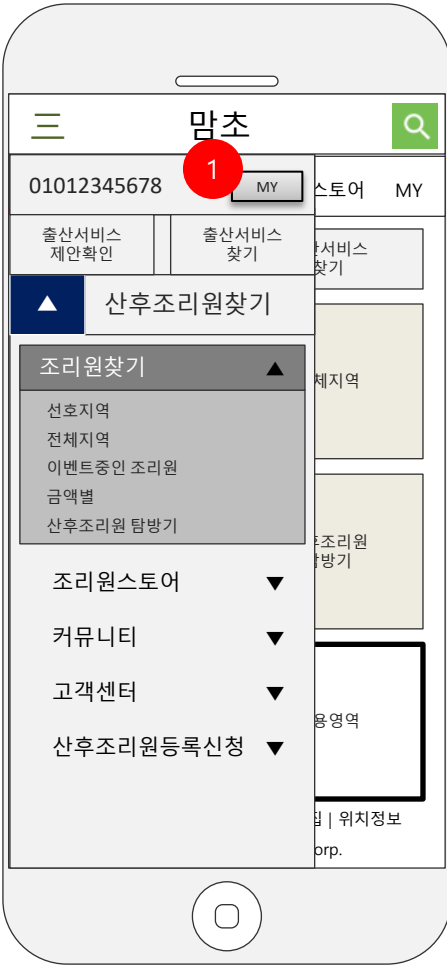 맘초
01012345678
1
MY
스토어 MY
출산서비스
제안확인
출산서비스
찾기
산서비스
찾기
▲
산후조리원찾기
조리원찾기 ▲
선호지역
전체지역
이벤트중인 조리원
금액별
산후조리원 탐방기
체지역
조리원
방기
조리원스토어 ▼
커뮤니티 ▼
고객센터 ▼
산후조리원등록신청 ▼
용영역
| 위치정보
orp.